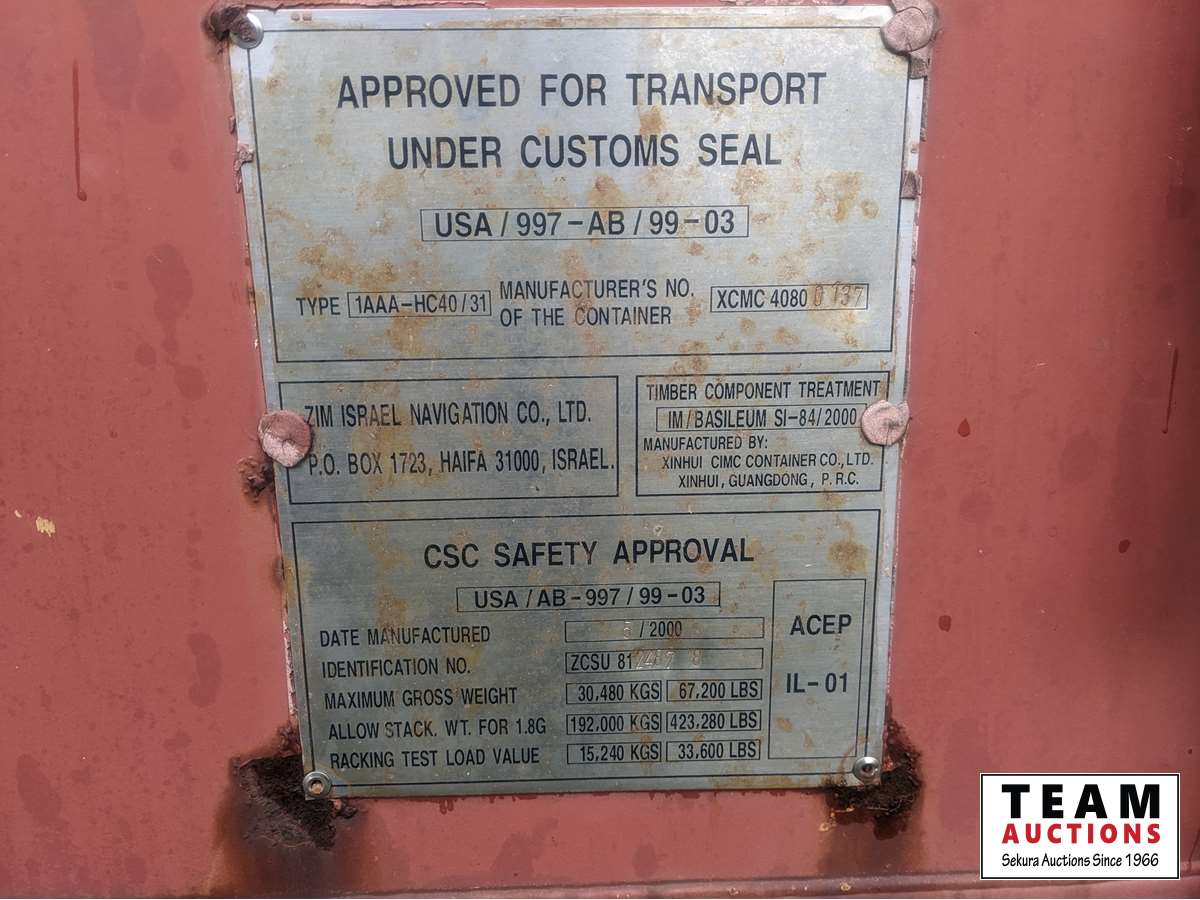 APPROVED FOR TRANSPORT
UNDER CUSTOMS SEAL
USA/997-AB/99-03
TYPE 1AAA-HC40/31 MANUFACTURER'S NO. OF THE CONTAINER XCMC 4080 0137
ZIM ISRAEL NAVIGATION CO., LTD.
P.O. BOX 1723, HAIFA 31000, ISRAEL.
TIMBER COMPONENT TREATMENT
IM/BASILEUM SI-84/2000
MANUFACTURED BY:
XINHUI CIMC CONTAINER CO., LTD.
XINHUI, GUANGDONG, P.R.C.
CSC SAFETY APPROVAL
USA/AB-997/99-03
DATE MANUFACTURED /2000
IDENTIFICATION NO. ZCSU
MAXIMUM GROSS WEIGHT 30,480 KGS 67,200 LBS
ALLOW STACK. WT. FOR 1.8G 192,000 KGS 423,280 LBS
RACKING TEST LOAD VALUE 15,240 KGS 33,600 LBS
ACEP
IL-01
TEAM
AUCTIONS
Sekura Auctions Since 1966